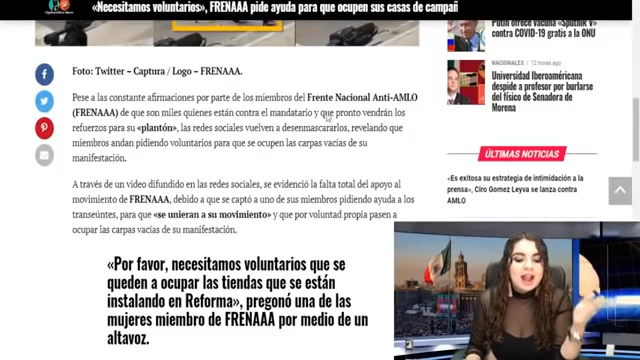 «Necesitamos voluntarios», FRENAAA pide ayuda para que ocupen sus casas de campañ
Foto: Twitter – Captura / Logo – FRENAAA.
Pese a las constante afirmaciones por parte de los miembros del Frente Nacional Anti-AMLO
(FRENAAA) de que son miles quienes están contra el mandatario y que pronto vendrán los
refuerzos para su «plantón», las redes sociales vuelven a desenmascararlos, revelando que
miembros andan pidiendo voluntarios para que se ocupen las carpas vacías de su
manifestación.
A través de un video difundido en las redes sociales, se evidenció la falta total del apoyo al
movimiento de FRENAAA, debido a que se captó a uno de sus miembros pidiendo ayuda a los
transeúntes, para que «se unieran a su movimiento» y que por voluntad propia pasen a
ocupar las carpas vacías de su manifestación.
«Por favor, necesitamos voluntarios que se
queden a ocupar las tiendas que se están
instalando en Reforma», pregonó una de las
mujeres miembro de FRENAAA por medio de un
altavoz.
Putin ofrece vacuna «Sputnik V»
contra COVID-19 gratis a la ONU
NACIONALES / 12 horas ago
Universidad Iberoamericana
despide a profesor por burlarse
del físico de Senadora de
Morena
ÚLTIMAS NOTICIAS
«Es exitosa su estrategia de intimidación a la
prensa», Ciro Gomez Leyva se lanza contra
AMLO